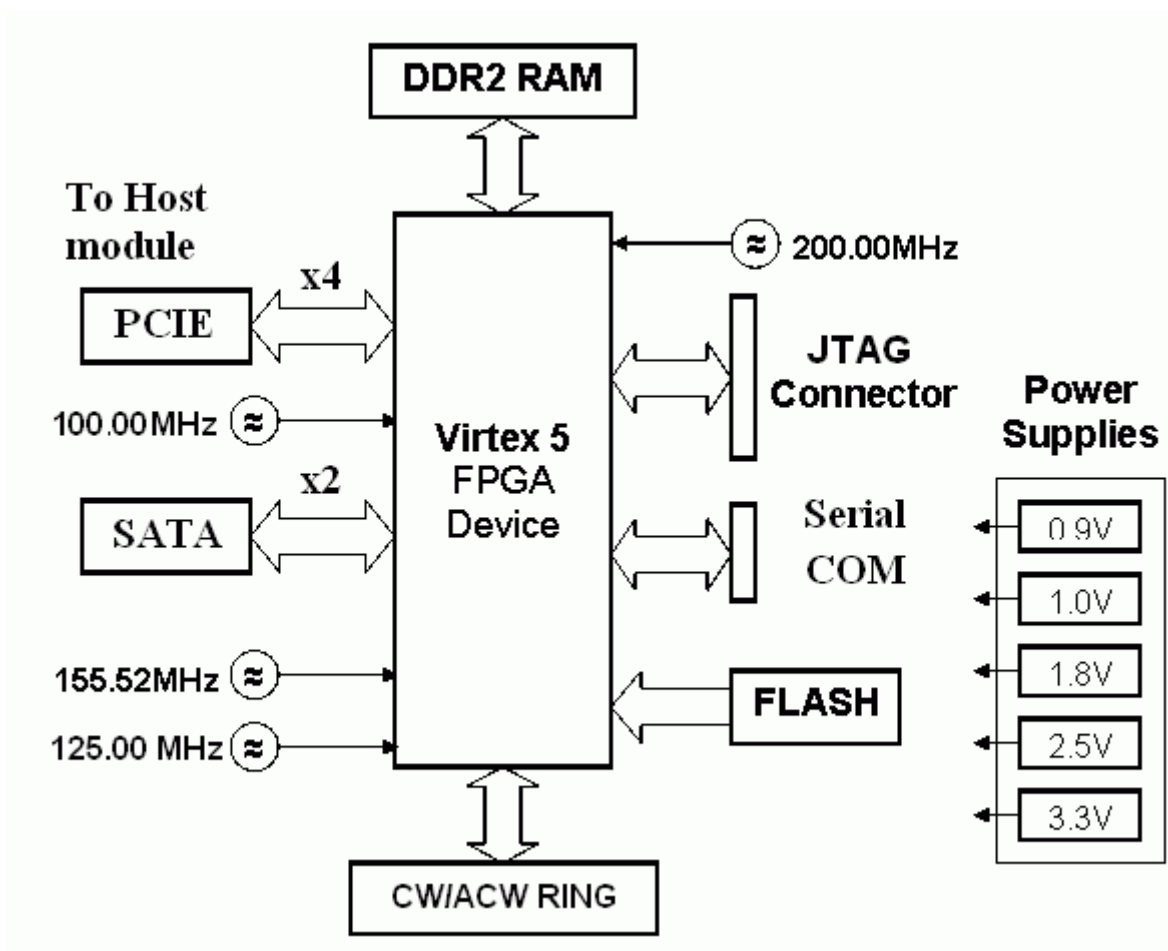 DDR2 RAM
To Host
module
x4
PCIE
100.00MHz
x2
SATA
155.52MHz
125.00 MHz
Virtex 5
FPGA
Device
200.00MHz
JTAG
Connector
Serial
COM
FLASH
CW/ACW RING
Power
Supplies
0.9V
1.0V
1.8V
2.5V
3.3V